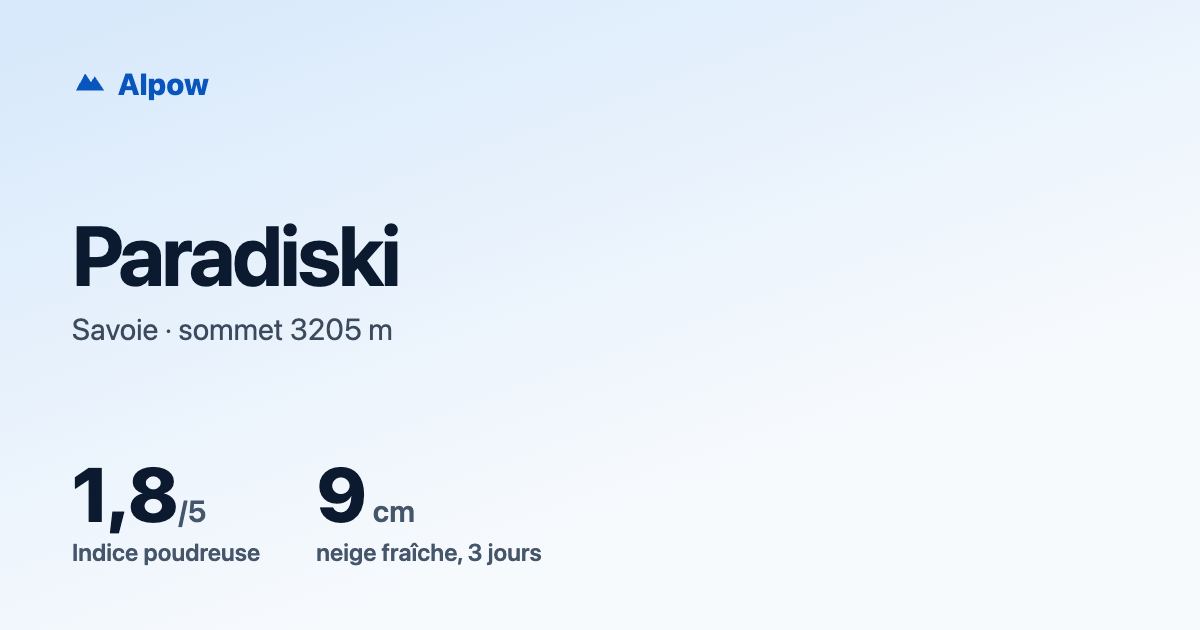 Alpow
Paradiski
Savoie · sommet 3205 m
1,8/5
Indice poudreuse
9 cm
neige fraîche, 3 jours